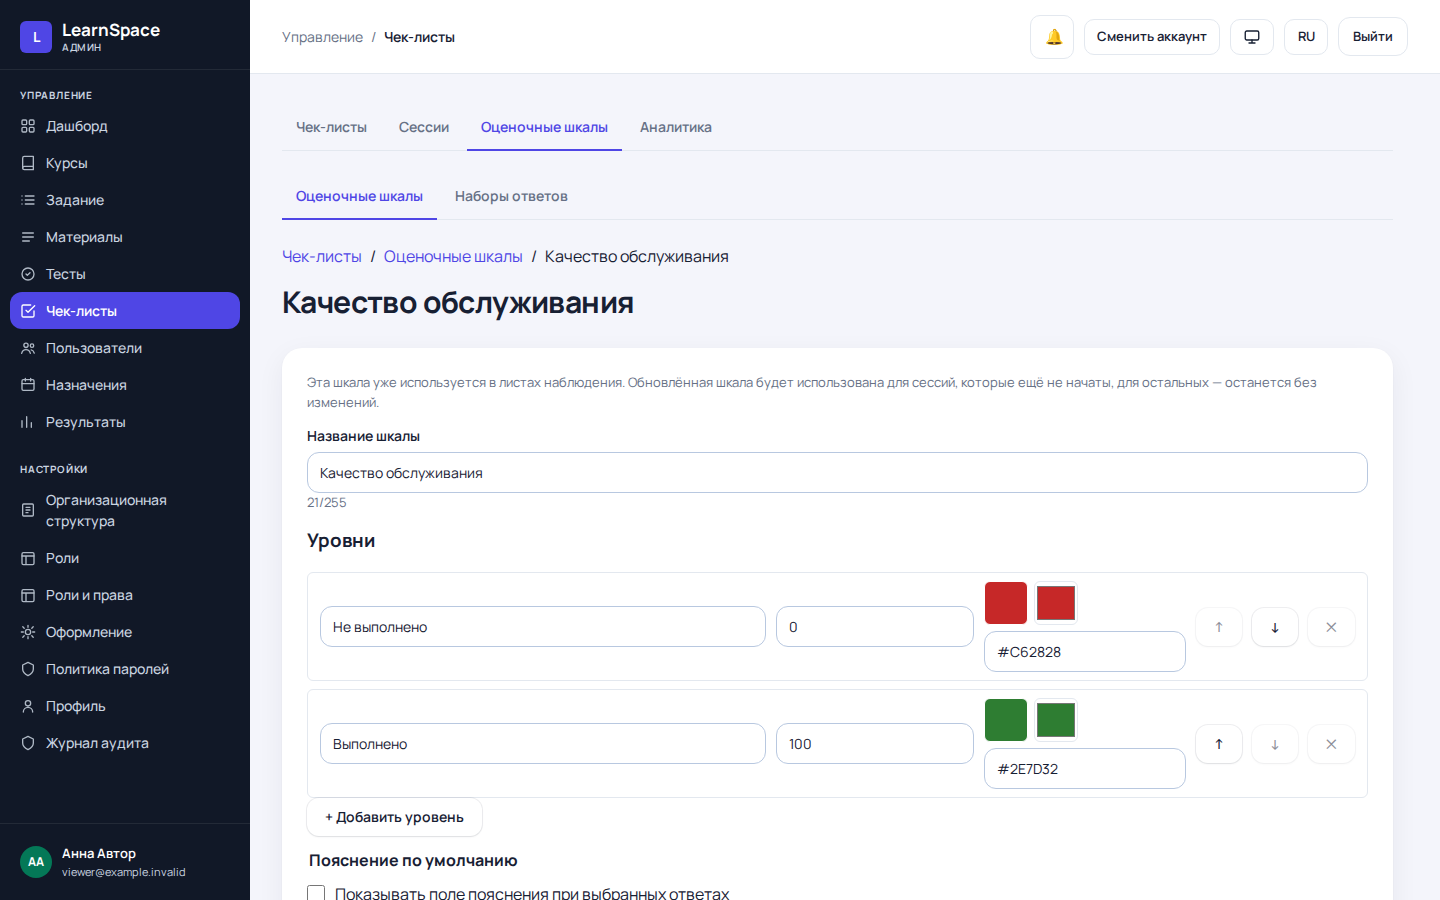 L
LearnSpace
АДМИН
УПРАВЛЕНИЕ
Дашборд
Курсы
Задание
Материалы
Тесты
Чек-листы
Пользователи
Назначения
Результаты
НАСТРОЙКИ
Организационная
структура
Роли
Роли и права
Оформление
Политика паролей
Профиль
Журнал аудита
AA
Анна Автор
viewer@example.invalid
Управление / Чек-листы
Сменить аккаунт
RU
Выйти
Чек-листы
Сессии
Оценочные шкалы
Аналитика
Оценочные шкалы
Наборы ответов
Чек-листы / Оценочные шкалы / Качество обслуживания
Качество обслуживания
Эта шкала уже используется в листах наблюдения. Обновлённая шкала будет использована для сессий, которые ещё не начаты, для остальных — останется без
изменений.
Название шкалы
Качество обслуживания
21/255
Уровни
Не выполнено
0
#C62828
↑
↓
×
Выполнено
100
#2E7D32
↑
↓
×
+ Добавить уровень
Пояснение по умолчанию
Показывать поле пояснения при выбранных ответах